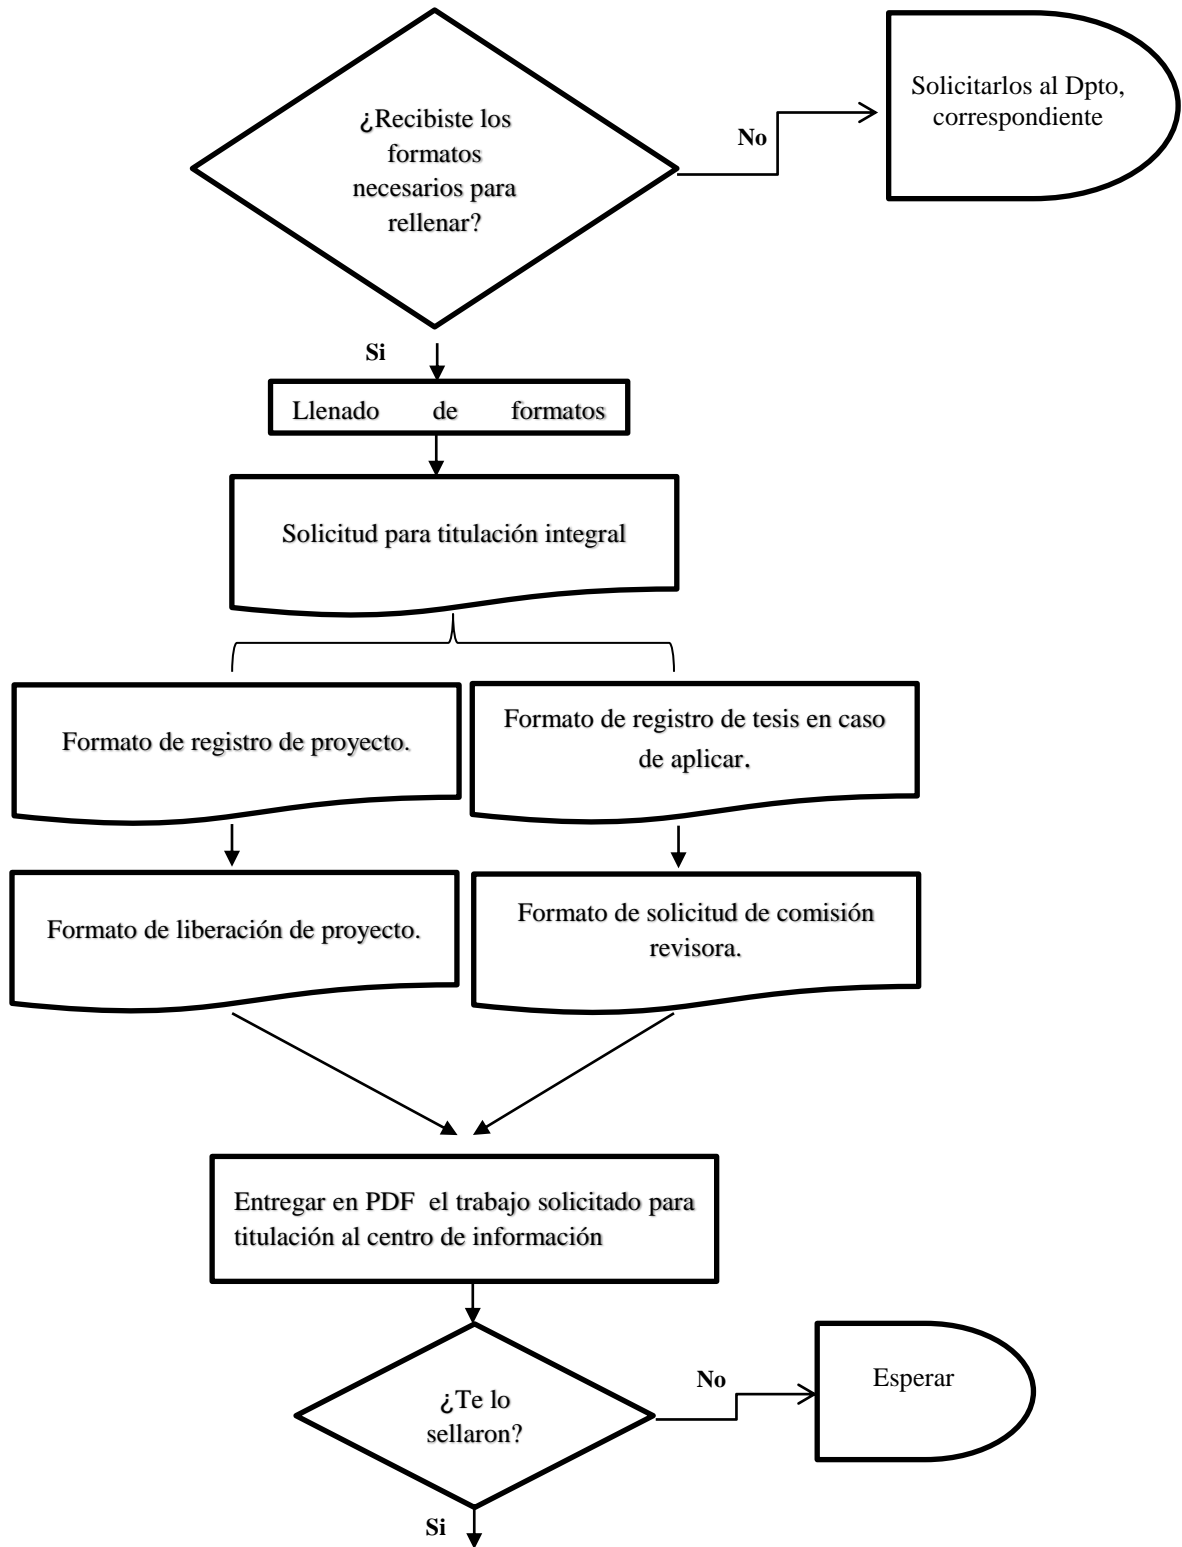 ¿Recibiste los
formatos
necesarios para
rellenar?
No
Solicitarlos al Dpto,
correspondiente
Si
Llenado de formatos
Solicitud para titulación integral
Formato de registro de proyecto.
Formato de registro de tesis en caso
de aplicar.
Formato de liberación de proyecto.
Formato de solicitud de comisión
revisora.
Entregar en PDF el trabajo solicitado para
titulación al centro de información
¿Te lo
sellaron?
No
Esperar
Si